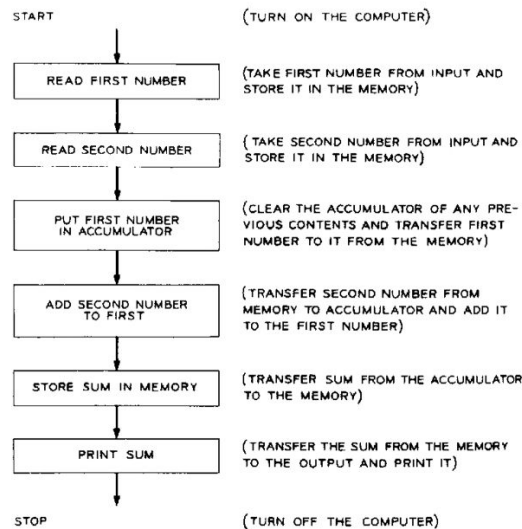 START
(TURN ON THE COMPUTER)
READ FIRST NUMBER
(TAKE FIRST NUMBER FROM INPUT AND
STORE IT IN THE MEMORY)
READ SECOND NUMBER
(TAKE SECOND NUMBER FROM INPUT AND
STORE IT IN THE MEMORY)
PUT FIRST NUMBER
IN ACCUMULATOR
(CLEAR THE ACCUMULATOR OF ANY PRE-
VIOUS CONTENTS AND TRANSFER FIRST
NUMBER TO IT FROM THE MEMORY)
ADD SECOND NUMBER
TO FIRST
(TRANSFER SECOND NUMBER FROM
MEMORY TO ACCUMULATOR AND ADD IT
TO THE FIRST NUMBER)
STORE SUM IN MEMORY
(TRANSFER SUM FROM THE ACCUMULATOR
TO THE MEMORY)
PRINT SUM
(TRANSFER THE SUM FROM THE MEMORY
TO THE OUTPUT AND PRINT IT)
STOP
(TURN OFF THE COMPUTER)